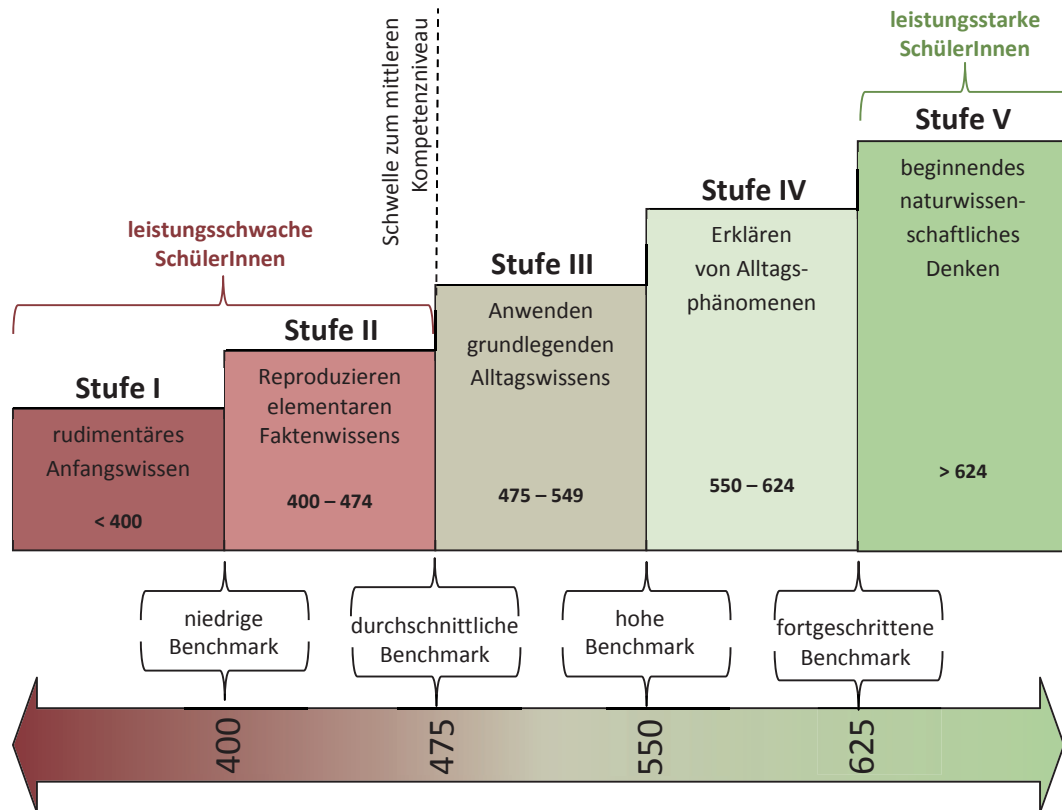 leistungsstarke
SchülerInnen
Schwelle zum mittleren
Kompetenzniveau
leistungsschwache
SchülerInnen
Stufe I
rudimentäres
Anfangswissen
< 400
Stufe II
Reproduzieren
elementaren
Faktenwissens
400 – 474
Stufe III
Anwenden
grundlegenden
Alltagswissens
475 – 549
Stufe IV
Erklären
von Alltags-
phänomenen
550 – 624
Stufe V
beginnendes
naturwissen-
schaftliches
Denken
> 624
niedrige
Benchmark
durchschnittliche
Benchmark
hohe
Benchmark
fortgeschrittene
Benchmark
400
475
550
625